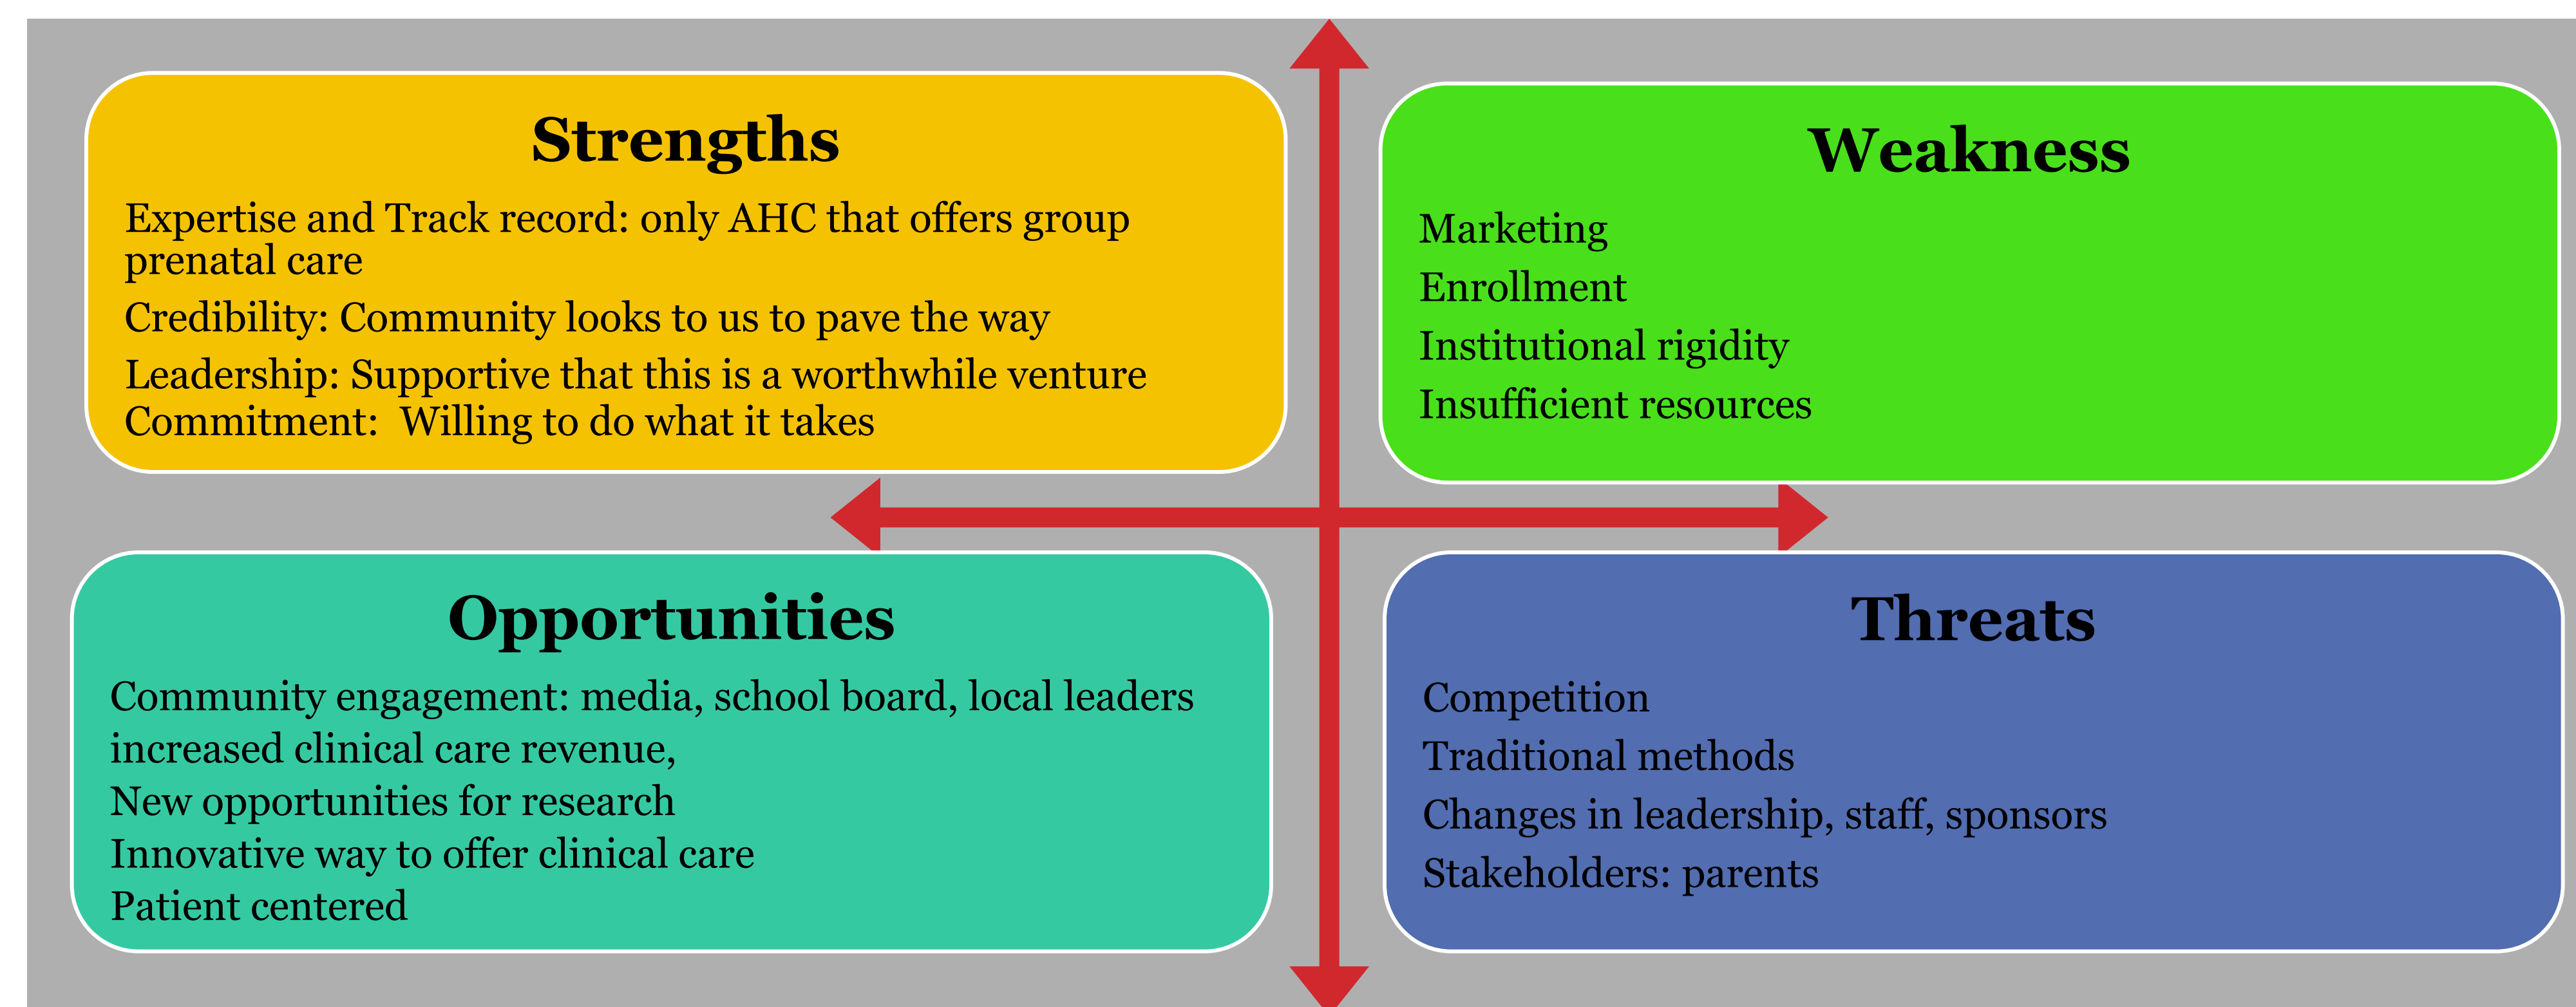 Strengths
Expertise and Track record: only AHC that offers group
prenatal care
Credibility: Community looks to us to pave the way
Leadership: Supportive that this is a worthwhile venture
Commitment:  Willing to do what it takes
Weakness
Marketing
Enrollment
Institutional rigidity
Insufficient resources
Opportunities
Community engagement: media, school board, local leaders
increased clinical care revenue,
New opportunities for research
Innovative way to offer clinical care
Patient centered
Threats
Competition
Traditional methods
Changes in leadership, staff, sponsors
Stakeholders: parents